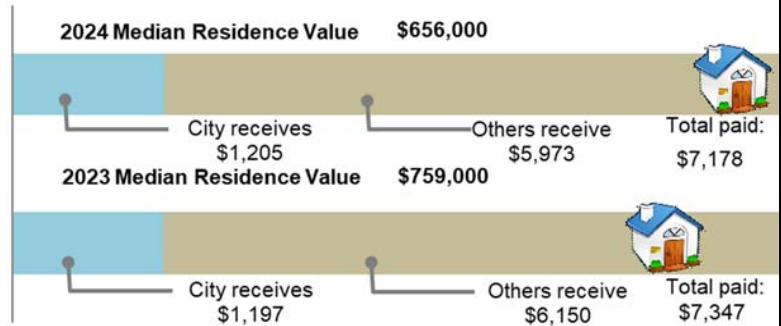 2024 Median Residence Value $656,000
City receives
$1,205
Others receive
$5,973
Total paid:
$7,178
2023 Median Residence Value $759,000
City receives
$1,197
Others receive
$6,150
Total paid:
$7,347